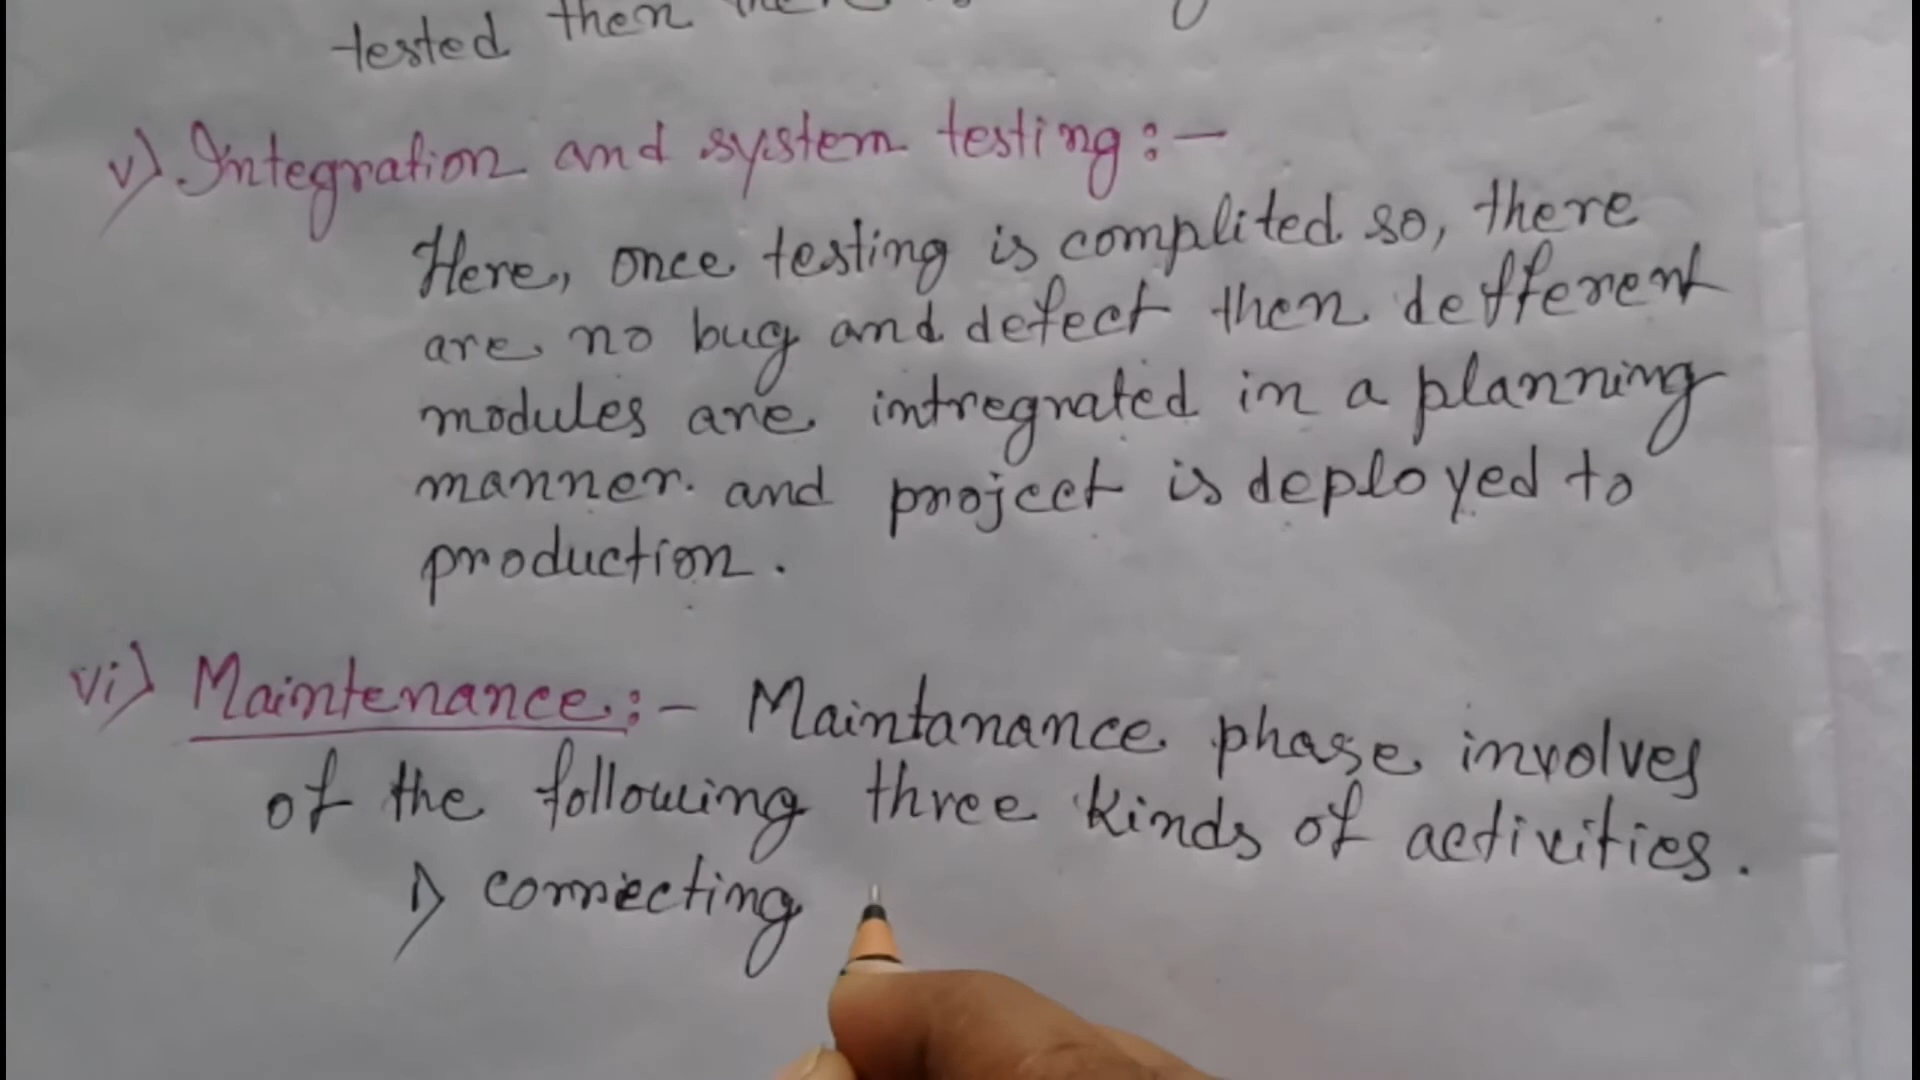 tested then
v) Integration and system testing:-
Here, once testing is complited so, there
are no bug and defect then defferent
modules are intregrated in a planning
manner. and project is deployed to
production.
vi) Maintenance:- Maintanance phase involves
of the following three kinds of activities.
1) correcting